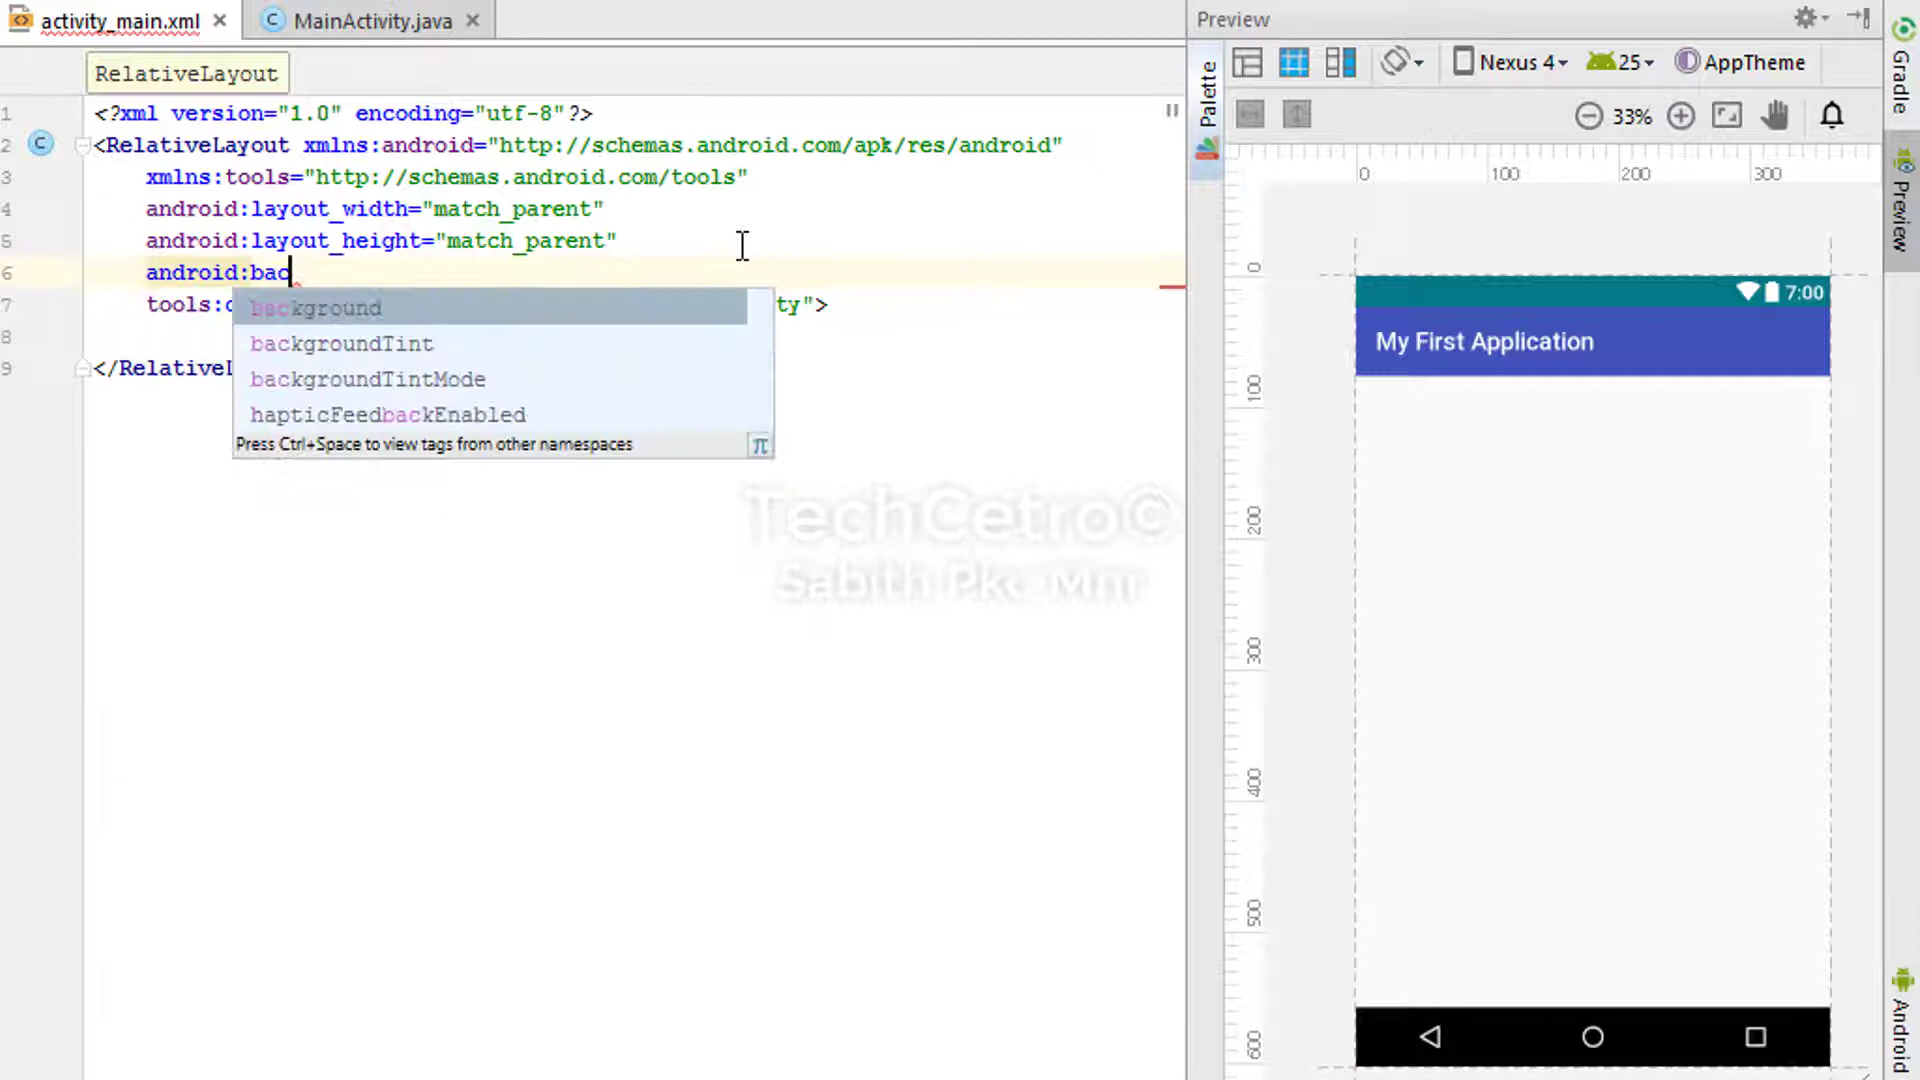 activity_main.xml
MainActivity.java
Preview
RelativeLayout
Nexus 4
25
AppTheme
33%
Palette
Gradle
Preview
Android
1 <?xml version="1.0" encoding="utf-8"?>
2 <RelativeLayout xmlns:android="http://schemas.android.com/apk/res/android"
3 xmlns:tools="http://schemas.android.com/tools"
4 android:layout_width="match_parent"
5 android:layout_height="match_parent"
6 android:bac
7 tools:c ty">
8
9 </RelativeL
background
backgroundTint
backgroundTintMode
hapticFeedbackEnabled
Press Ctrl+Space to view tags from other namespaces
π
TechCetro©
Sabith Pkc Mnr
0 100 200 300
0
100
200
300
400
500
600
7:00
My First Application